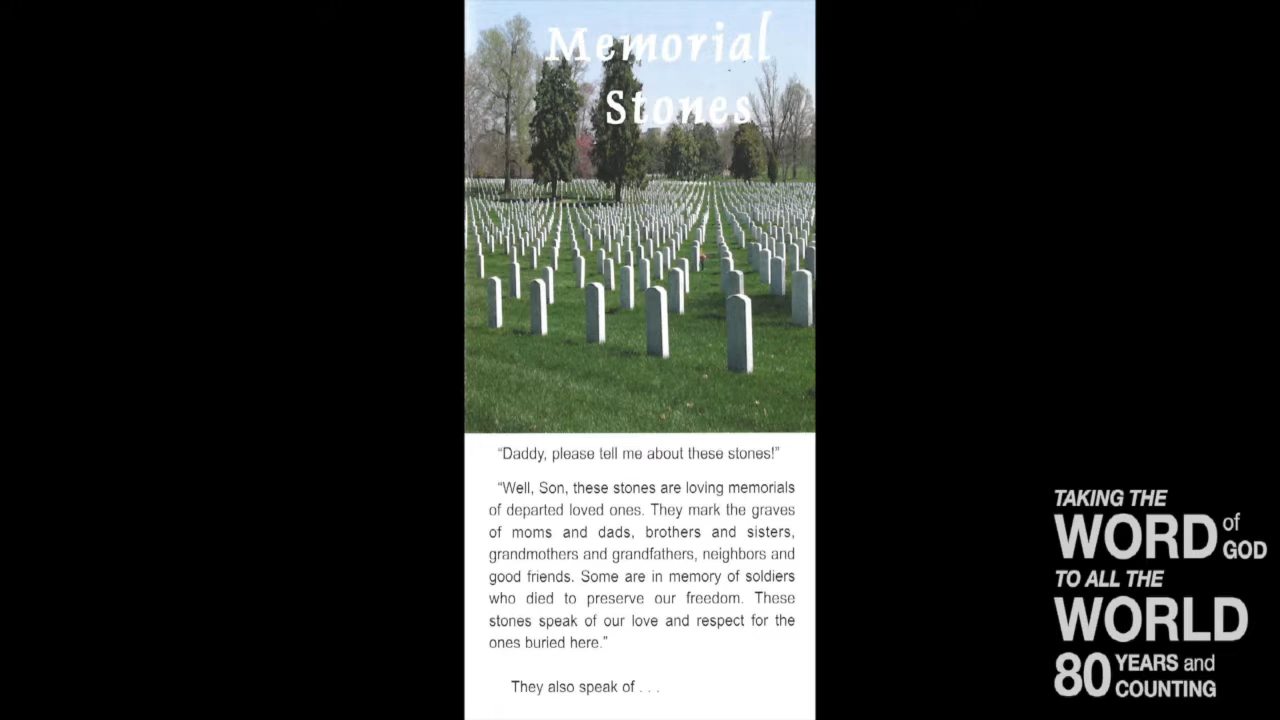 Memorial
Stones
“Daddy, please tell me about these stones!”
“Well, Son, these stones are loving memorials
of departed loved ones. They mark the graves
of moms and dads, brothers and sisters,
grandmothers and grandfathers, neighbors and
good friends. Some are in memory of soldiers
who died to preserve our freedom. These
stones speak of our love and respect for the
ones buried here.”
They also speak of . . .
TAKING THE
WORD of GOD
TO ALL THE
WORLD
80 YEARS and
COUNTING